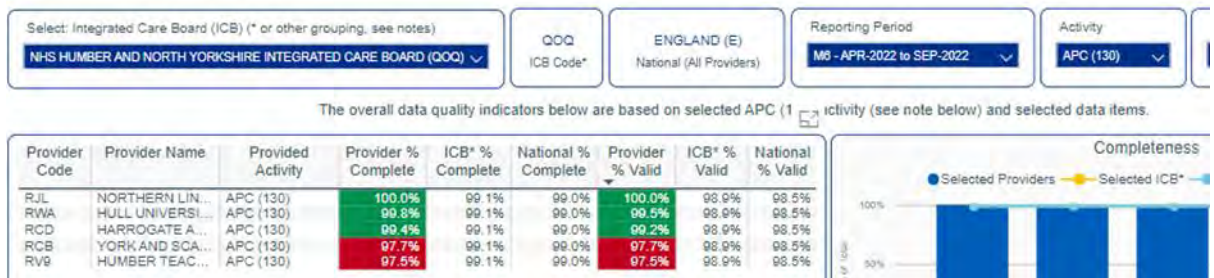 Select: Integrated Care Board (ICB) (* or other grouping, see notes)
NHS HUMBER AND NORTH YORKSHIRE INTEGRATED CARE BOARD (QOQ)
QOQ
ICB Code*
ENGLAND (E)
National (All Providers)
Reporting Period
M6 - APR-2022 to SEP-2022
Activity
APC (130)
The overall data quality indicators below are based on selected APC (1 activity (see note below) and selected data items.
Provider Code Provider Name Provided Activity Provider % Complete ICB* % Complete National % Complete Provider % Valid ICB* % Valid National % Valid
RJL NORTHERN LIN... APC (130) 100.0% 99.1% 99.0% 100.0% 98.9% 98.5%
RWA HULL UNIVERSI... APC (130) 99.8% 99.1% 99.0% 99.5% 98.9% 98.5%
RCD HARROGATE A... APC (130) 99.4% 99.1% 99.0% 99.2% 98.9% 98.5%
RCB YORK AND SCA... APC (130) 97.7% 99.1% 99.0% 97.7% 98.9% 98.5%
RV9 HUMBER TEAC... APC (130) 97.5% 99.1% 99.0% 97.5% 98.9% 98.5%
Completeness
Selected Providers Selected ICB*
100%
50%